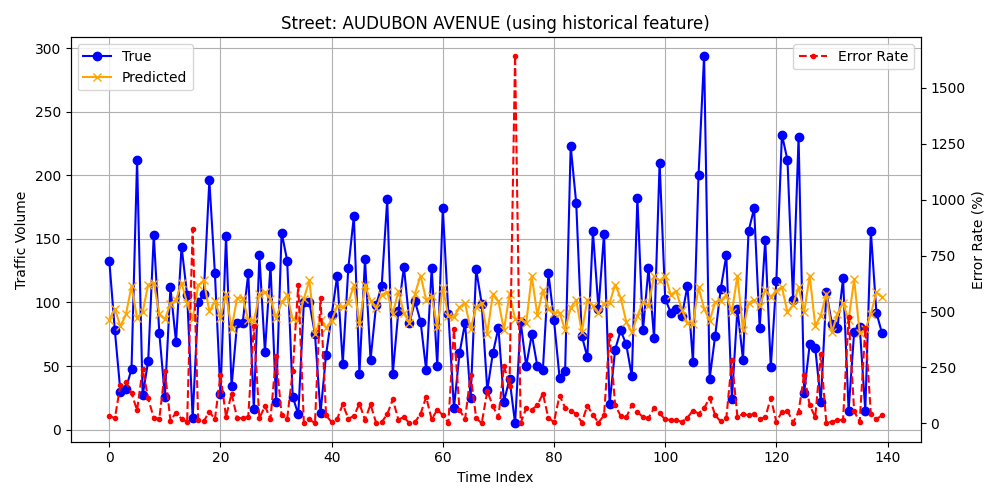 Street: AUDUBON AVENUE (using historical feature)
True
Predicted
Error Rate
300
250
200
150
100
50
0
Traffic Volume
1500
1250
1000
750
500
250
0
Error Rate (%)
0 20 40 60 80 100 120 140
Time Index